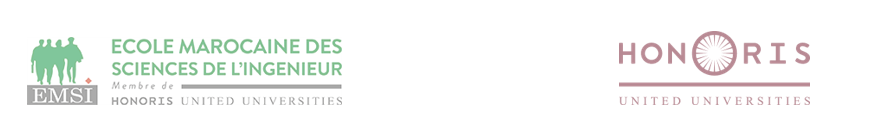 ECOLE MAROCAINE DES
SCIENCES DE L'INGENIEUR
EMSI
Membre de
HONORIS UNITED UNIVERSITIES
HONORIS
UNITED UNIVERSITIES